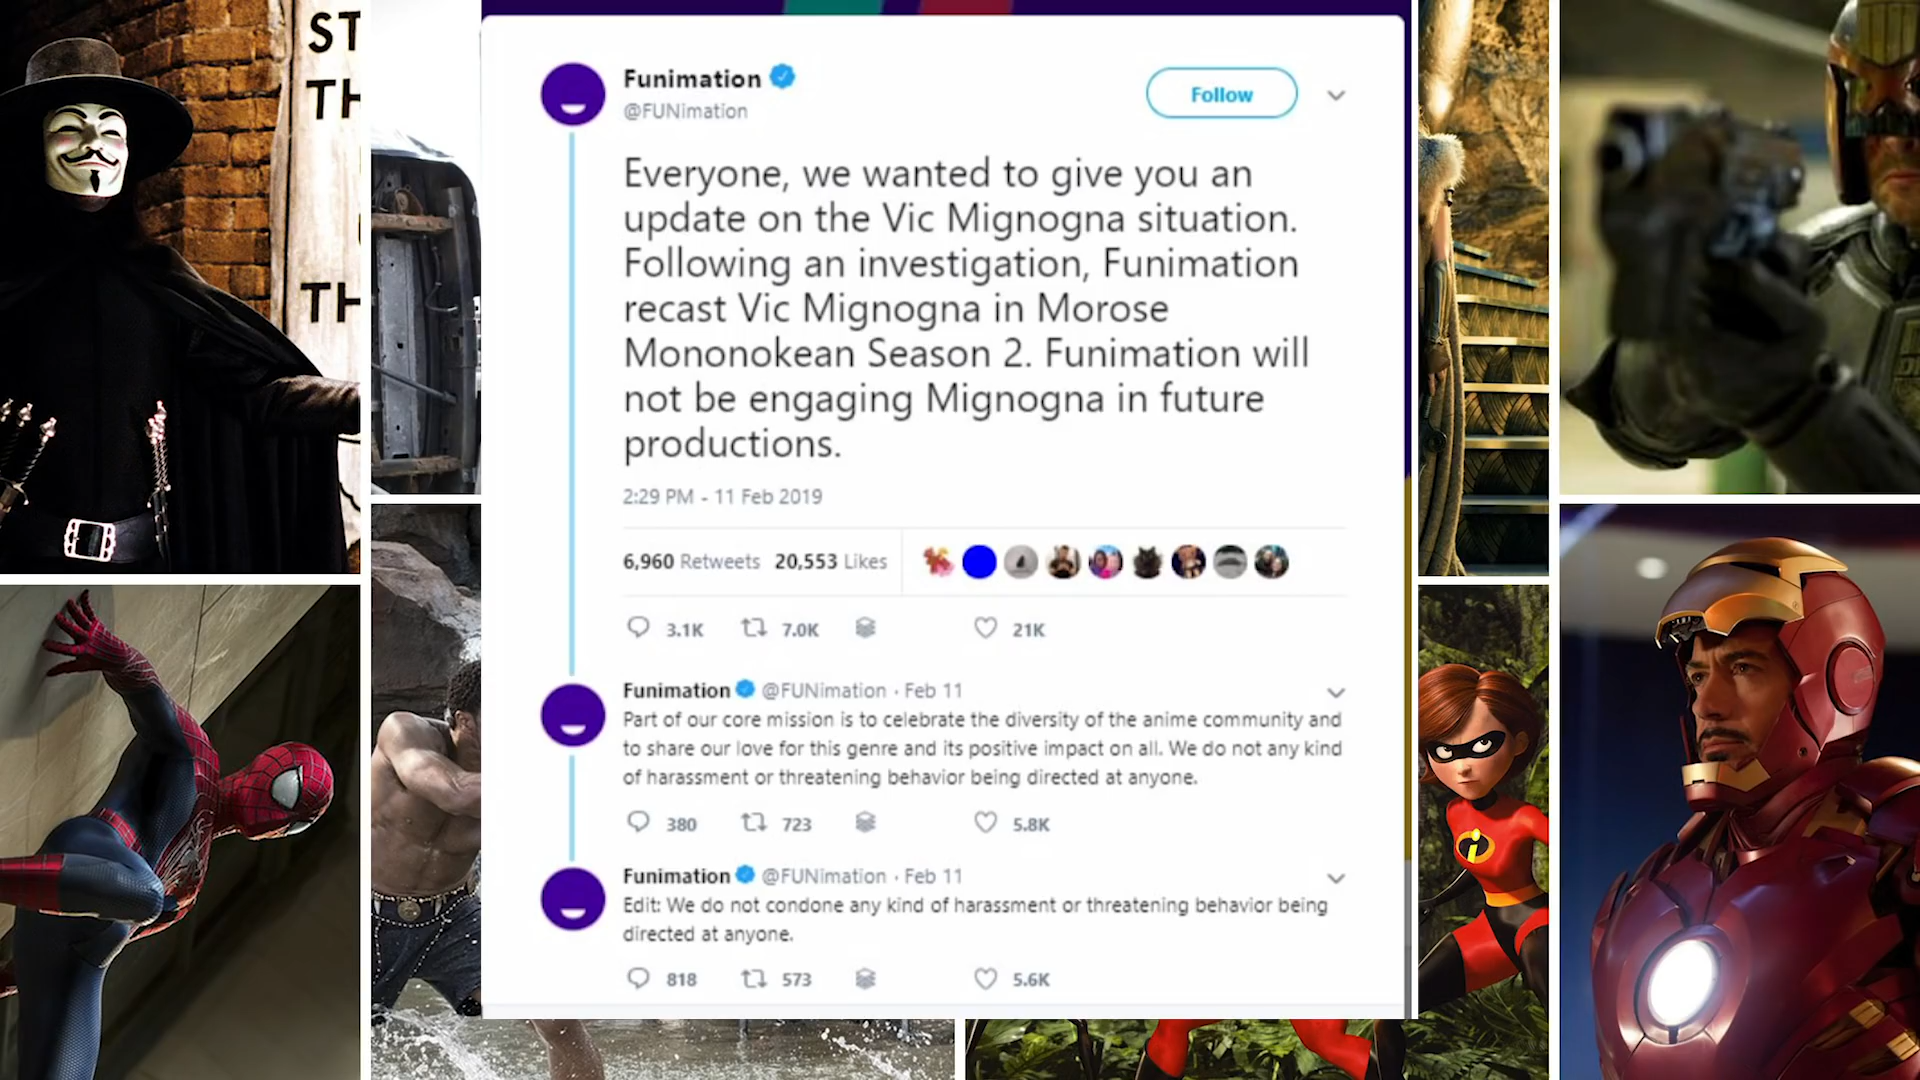 ST
TH
TH
Funimation
@FUNimation
Follow
Everyone, we wanted to give you an
update on the Vic Mignogna situation.
Following an investigation, Funimation
recast Vic Mignogna in Morose
Mononokean Season 2. Funimation will
not be engaging Mignogna in future
productions.
2:29 PM - 11 Feb 2019
6,960 Retweets 20,553 Likes
3.1K 7.0K 21K
Funimation @FUNimation · Feb 11
Part of our core mission is to celebrate the diversity of the anime community and
to share our love for this genre and its positive impact on all. We do not any kind
of harassment or threatening behavior being directed at anyone.
380 723 5.8K
Funimation @FUNimation · Feb 11
Edit: We do not condone any kind of harassment or threatening behavior being
directed at anyone.
818 573 5.6K